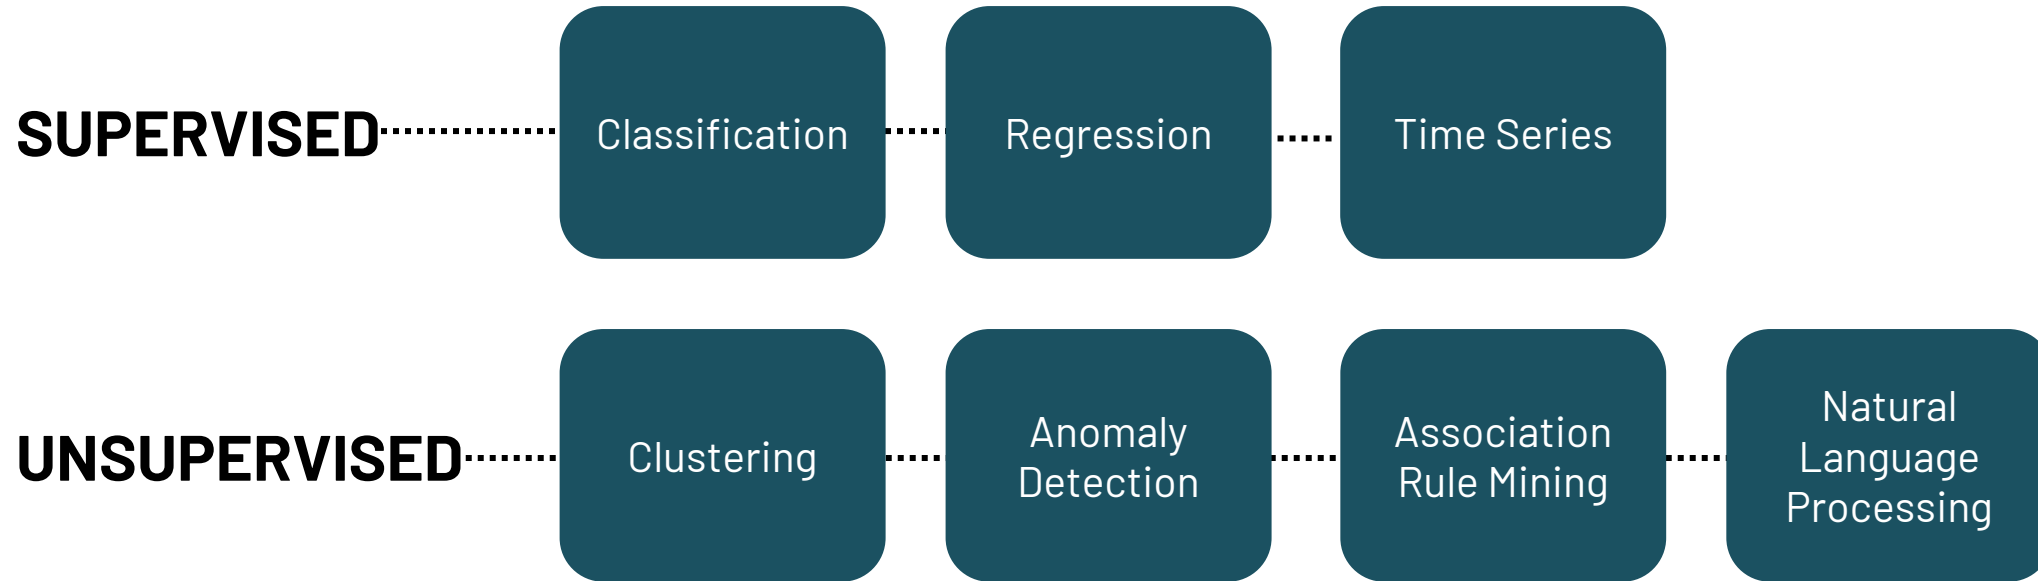 SUPERVISED
Classification
Regression
Time Series
UNSUPERVISED
Clustering
Anomaly
Detection
Association
Rule Mining
Natural
Language
Processing